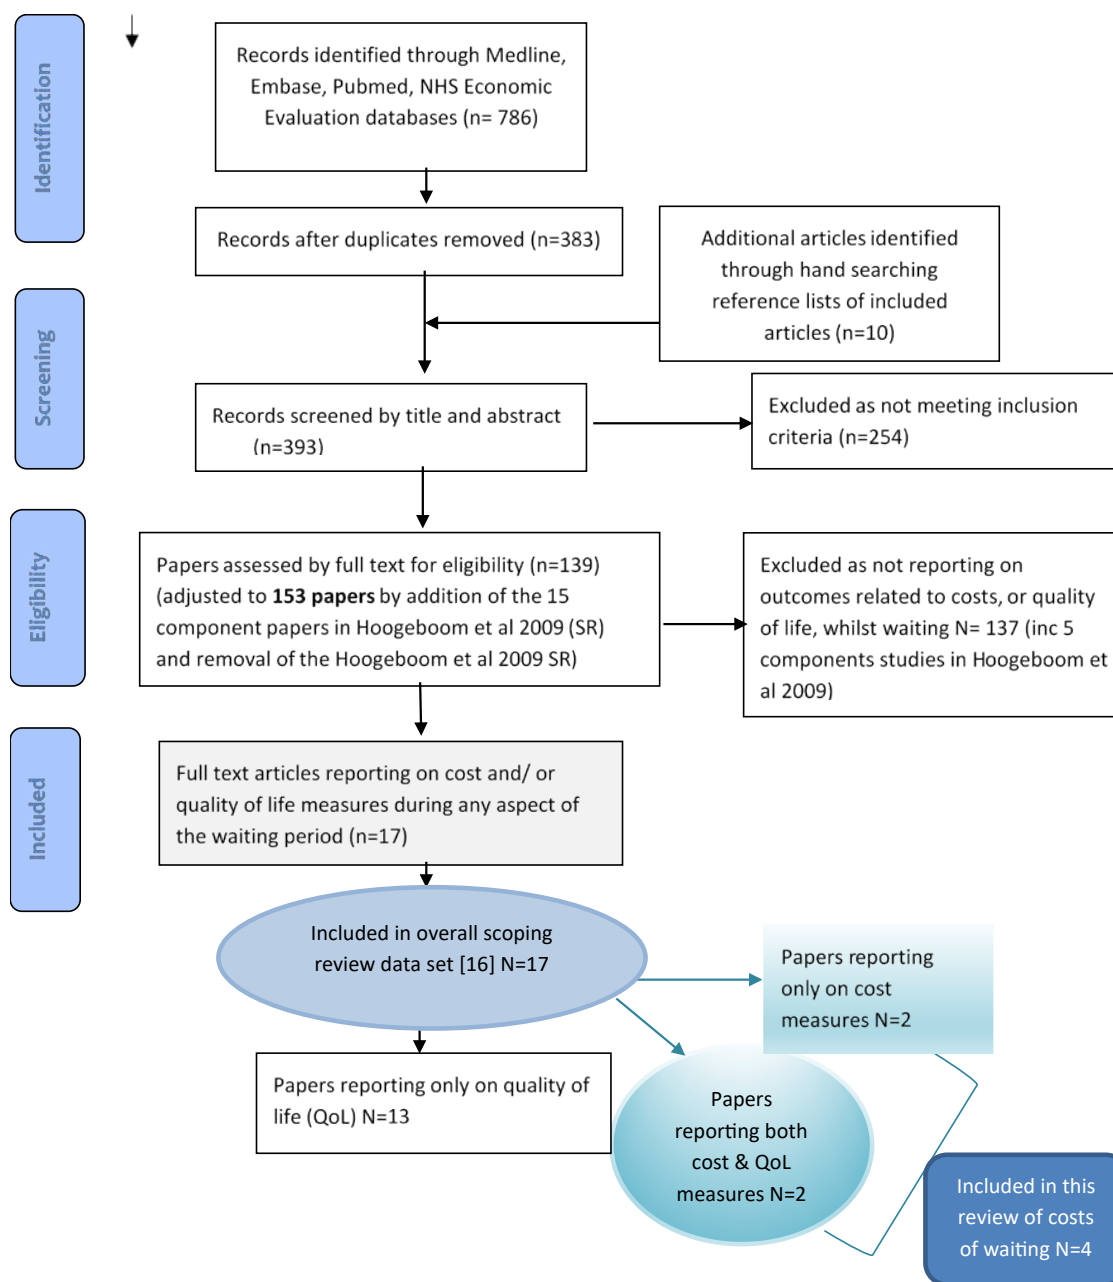 Identification
Records identified through Medline,
Embase, Pubmed, NHS Economic
Evaluation databases (n= 786)
Records after duplicates removed (n=383)
Additional articles identified
through hand searching
reference lists of included
articles (n=10)
Screening
Records screened by title and abstract
(n=393)
Excluded as not meeting inclusion
criteria (n=254)
Eligibility
Papers assessed by full text for eligibility (n=139)
(adjusted to 153 papers by addition of the 15
component papers in Hoogeboom et al 2009 (SR)
and removal of the Hoogeboom et al 2009 SR)
Excluded as not reporting on
outcomes related to costs, or quality
of life, whilst waiting N= 137 (inc 5
components studies in Hoogeboom et
al 2009)
Included
Full text articles reporting on cost and/ or
quality of life measures during any aspect of
the waiting period (n=17)
Included in overall scoping
review data set [16] N=17
Papers reporting
only on cost
measures N=2
Papers reporting only on quality of
life (QoL) N=13
Papers
reporting both
cost & QoL
measures N=2
Included in this
review of costs
of waiting N=4